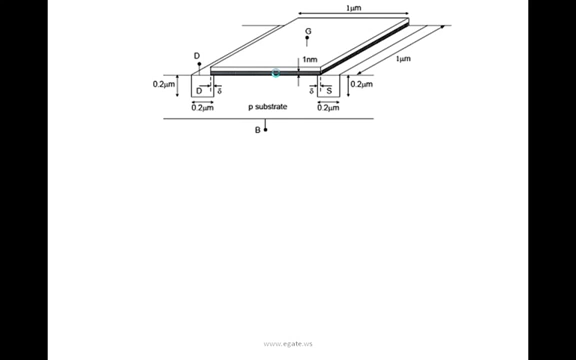 1μm
G
D
1nm
1μm
0.2μm
D
δ
δ
S
0.2μm
0.2μm
p substrate
0.2μm
B
www.egate.ws